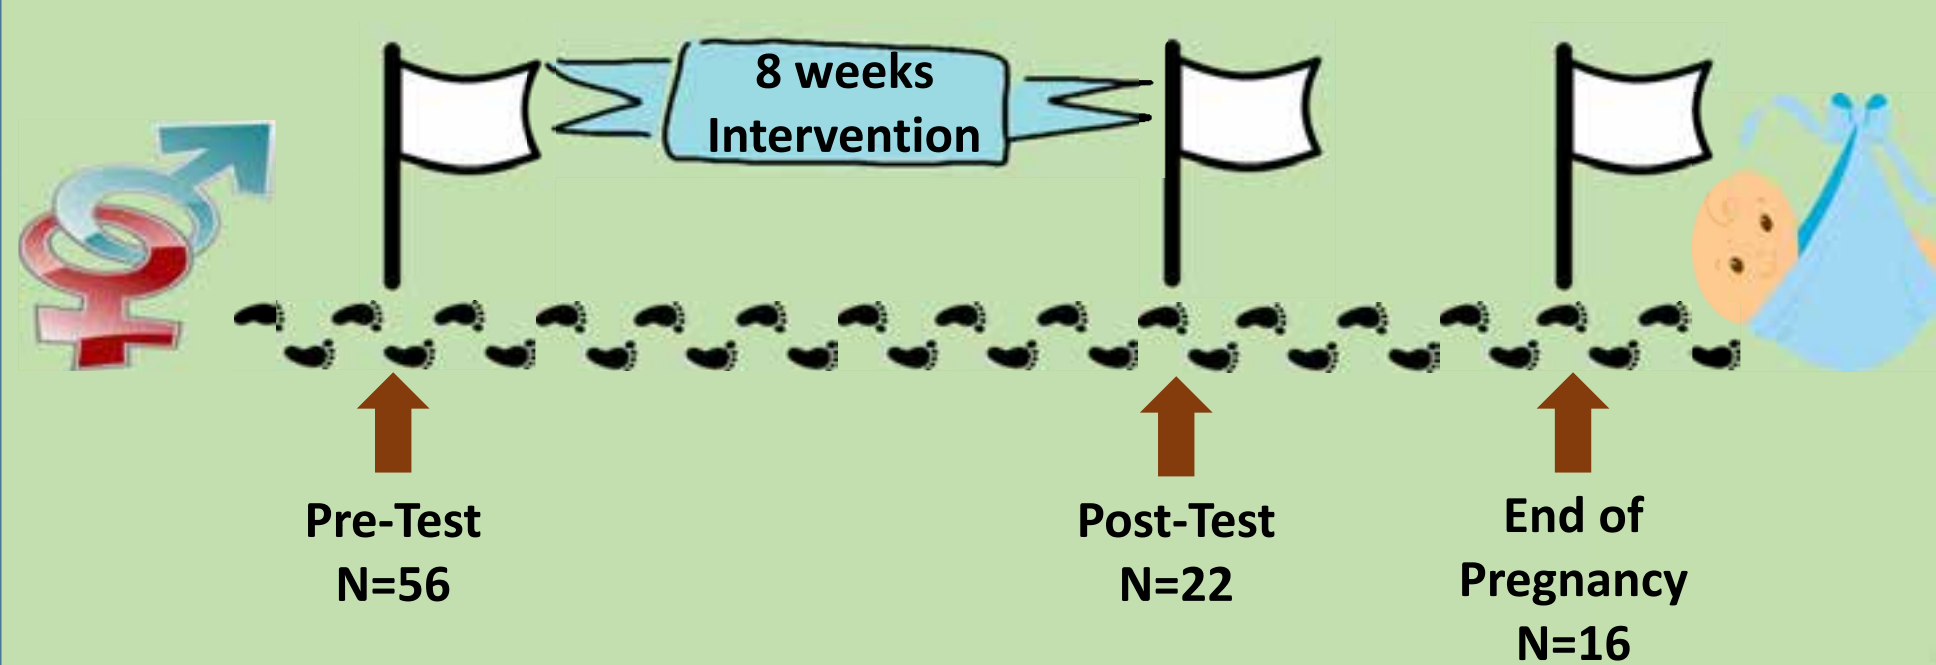 8 weeks
Intervention
Pre-Test
N=56
Post-Test
N=22
End of
Pregnancy
N=16